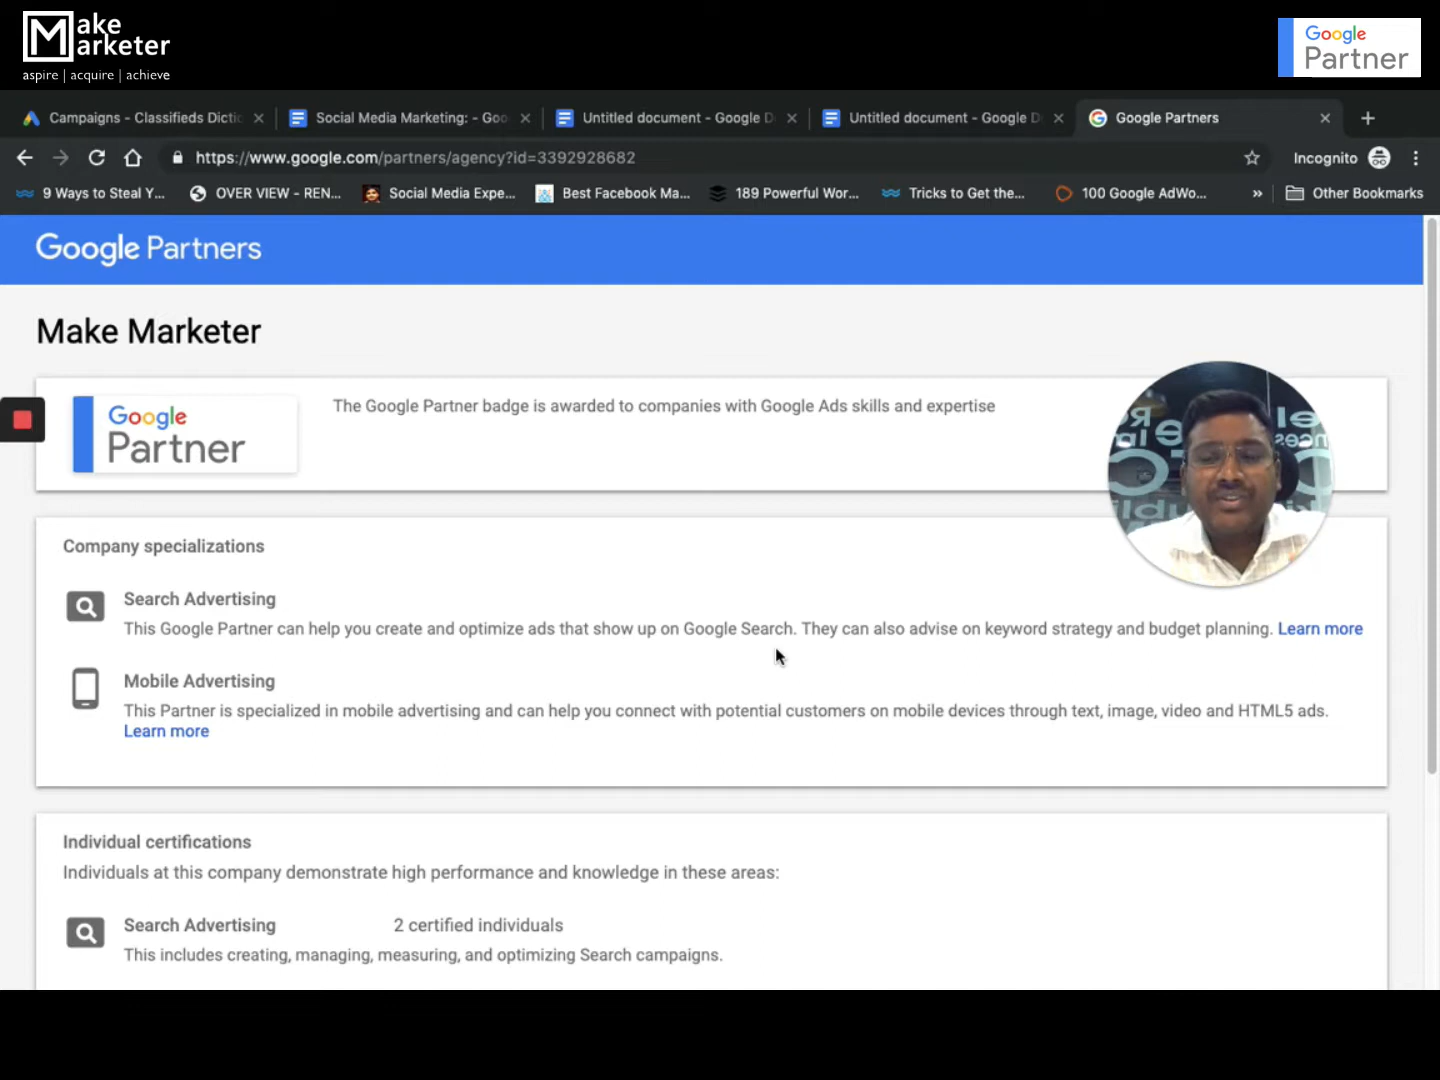 Make
Marketer
aspire | acquire | achieve
Google
Partner
Campaigns - Classifieds Dictic
Social Media Marketing: - Goo
Untitled document - Google D
Untitled document - Google D
Google Partners
https://www.google.com/partners/agency?id=3392928682
Incognito
9 Ways to Steal Y...
OVER VIEW - REN...
Social Media Expe...
Best Facebook Ma...
189 Powerful Wor...
Tricks to Get the...
100 Google AdWo...
»
Other Bookmarks
Google Partners
Make Marketer
Google
Partner
The Google Partner badge is awarded to companies with Google Ads skills and expertise
Company specializations
Search Advertising
This Google Partner can help you create and optimize ads that show up on Google Search. They can also advise on keyword strategy and budget planning. Learn more
Mobile Advertising
This Partner is specialized in mobile advertising and can help you connect with potential customers on mobile devices through text, image, video and HTML5 ads.
Learn more
Individual certifications
Individuals at this company demonstrate high performance and knowledge in these areas:
Search Advertising 2 certified individuals
This includes creating, managing, measuring, and optimizing Search campaigns.